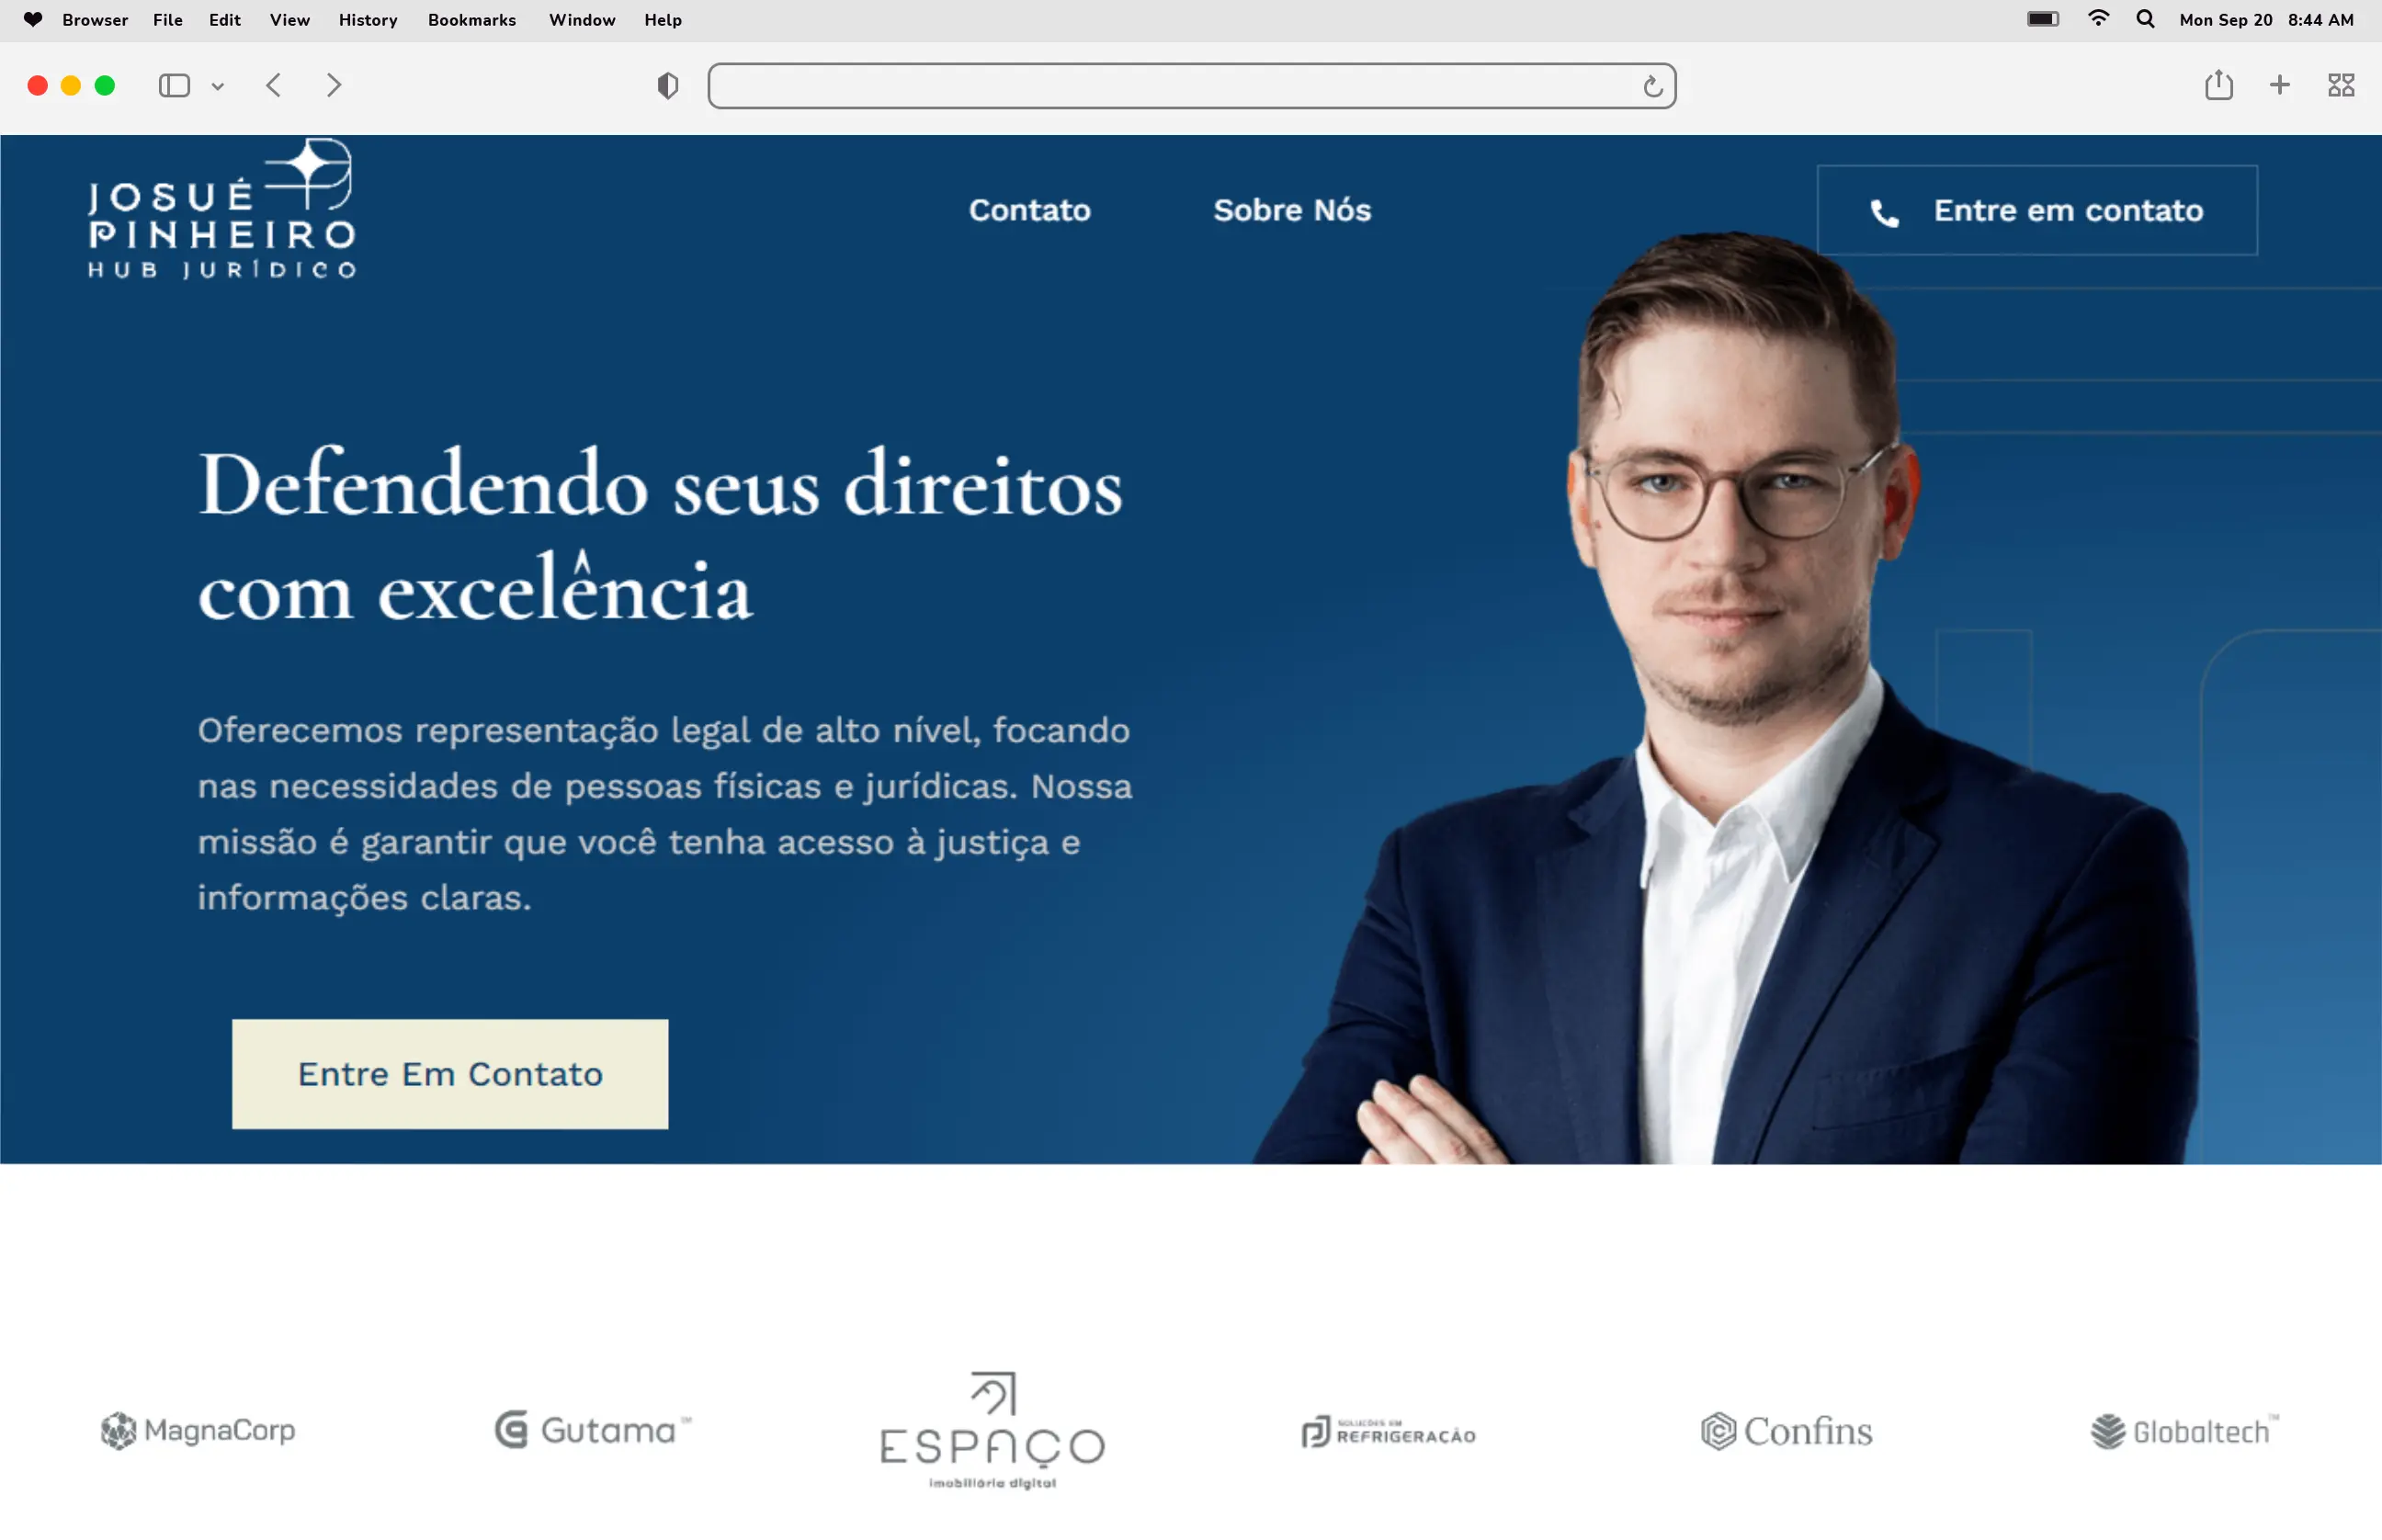 Browser File Edit View History Bookmarks Window Help
Mon Sep 20 8:44 AM
JOSUÉ
PINHEIRO
HUB JURÍDICO
Contato
Sobre Nós
Entre em contato
Defendendo seus direitos
com excelência
Oferecemos representação legal de alto nível, focando
nas necessidades de pessoas físicas e jurídicas. Nossa
missão é garantir que você tenha acesso à justiça e
informações claras.
Entre Em Contato
MagnaCorp
Gutama™
ESPAÇO
imobiliária digital
SOLUÇÕES EM
REFRIGERAÇÃO
Confins
Globaltech™